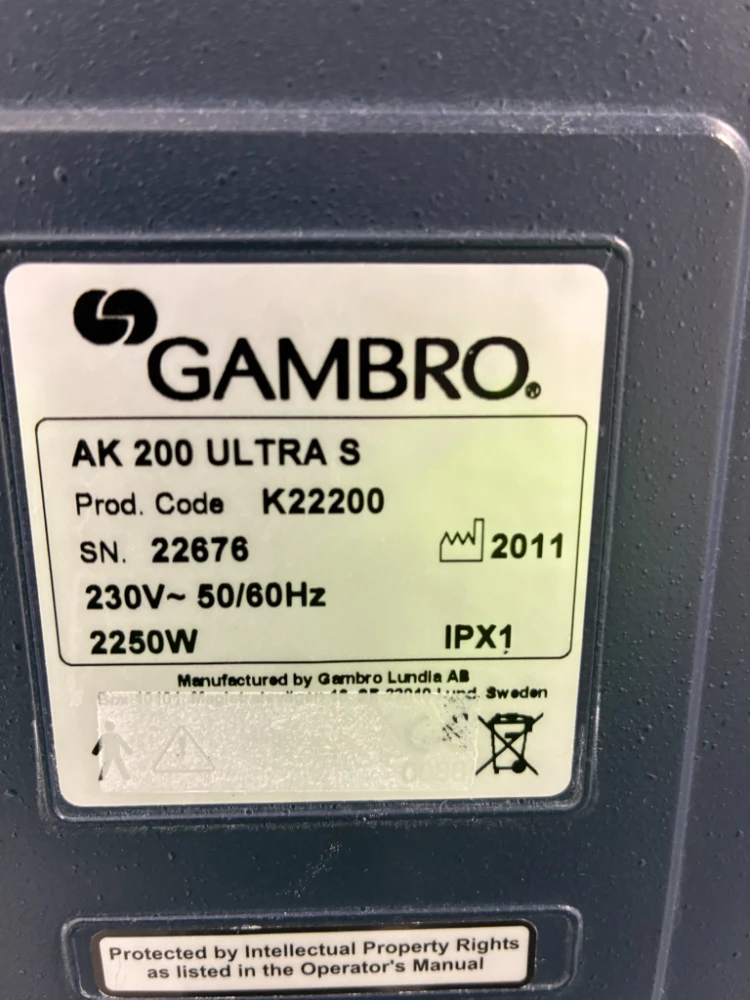 GAMBRO®
AK 200 ULTRA S
Prod. Code K22200
SN. 22676
2011
230V~ 50/60Hz
2250W
IPX1
Manufactured by Gambro Lundia AB
Lund. Sweden
Protected by Intellectual Property Rights
as listed in the Operator's Manual